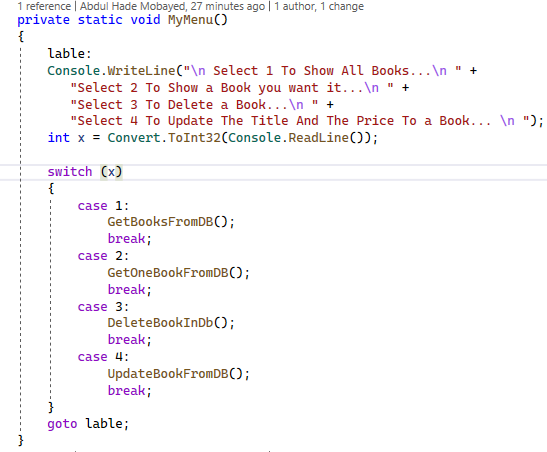 1 reference | Abdul Hade Mobayed, 27 minutes ago | 1 author, 1 change
private static void MyMenu()
{
lable:
Console.WriteLine("\n Select 1 To Show All Books...\n " +
"Select 2 To Show a Book you want it...\n " +
"Select 3 To Delete a Book...\n " +
"Select 4 To Update The Title And The Price To a Book... \n ");
int x = Convert.ToInt32(Console.ReadLine());
switch (x)
{
case 1:
GetBooksFromDB();
break;
case 2:
GetOneBookFromDB();
break;
case 3:
DeleteBookInDb();
break;
case 4:
UpdateBookFromDB();
break;
}
goto lable;
}